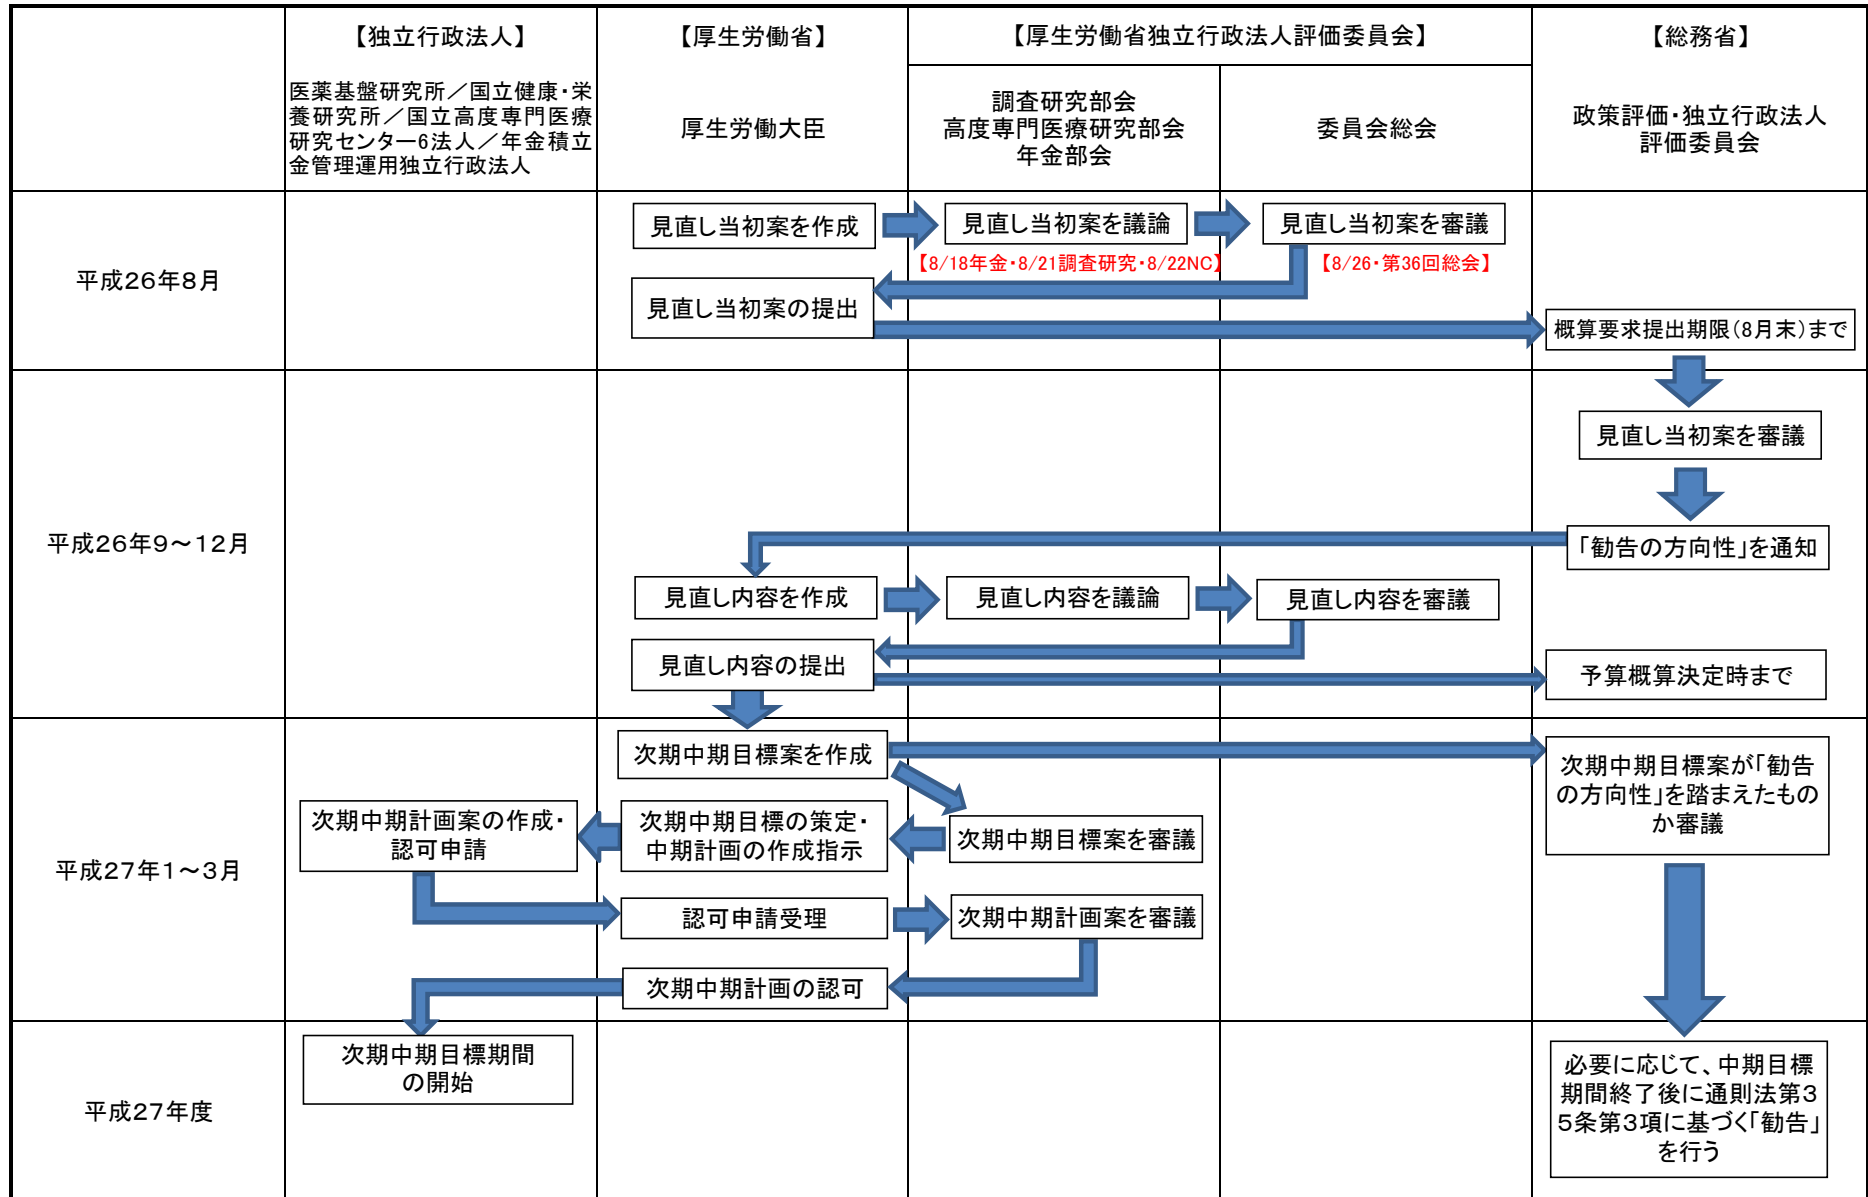 【独立行政法人】
【厚生労働省】
【厚生労働省独立行政法人評価委員会】
【総務省】
医薬基盤研究所／国立健康・栄
養研究所／国立高度専門医療
研究センター6法人／年金積立
金管理運用独立行政法人
厚生労働大臣
調査研究部会
高度専門医療研究部会
年金部会
委員会総会
政策評価・独立行政法人
評価委員会
平成26年8月
見直し当初案を作成
見直し当初案を議論
見直し当初案を審議
【8/18年金・8/21調査研究・8/22NC】
【8/26・第36回総会】
見直し当初案の提出
概算要求提出期限(8月末)まで
平成26年9～12月
見直し当初案を審議
「勧告の方向性」を通知
見直し内容を作成
見直し内容を議論
見直し内容を審議
見直し内容の提出
予算概算決定時まで
平成27年1～3月
次期中期目標案を作成
次期中期目標案が「勧告
の方向性」を踏まえたもの
か審議
次期中期計画案の作成・
認可申請
次期中期目標の策定・
中期計画の作成指示
次期中期目標案を審議
認可申請受理
次期中期計画案を審議
次期中期計画の認可
平成27年度
次期中期目標期間
の開始
必要に応じて、中期目標
期間終了後に通則法第3
5条第3項に基づく「勧告」
を行う